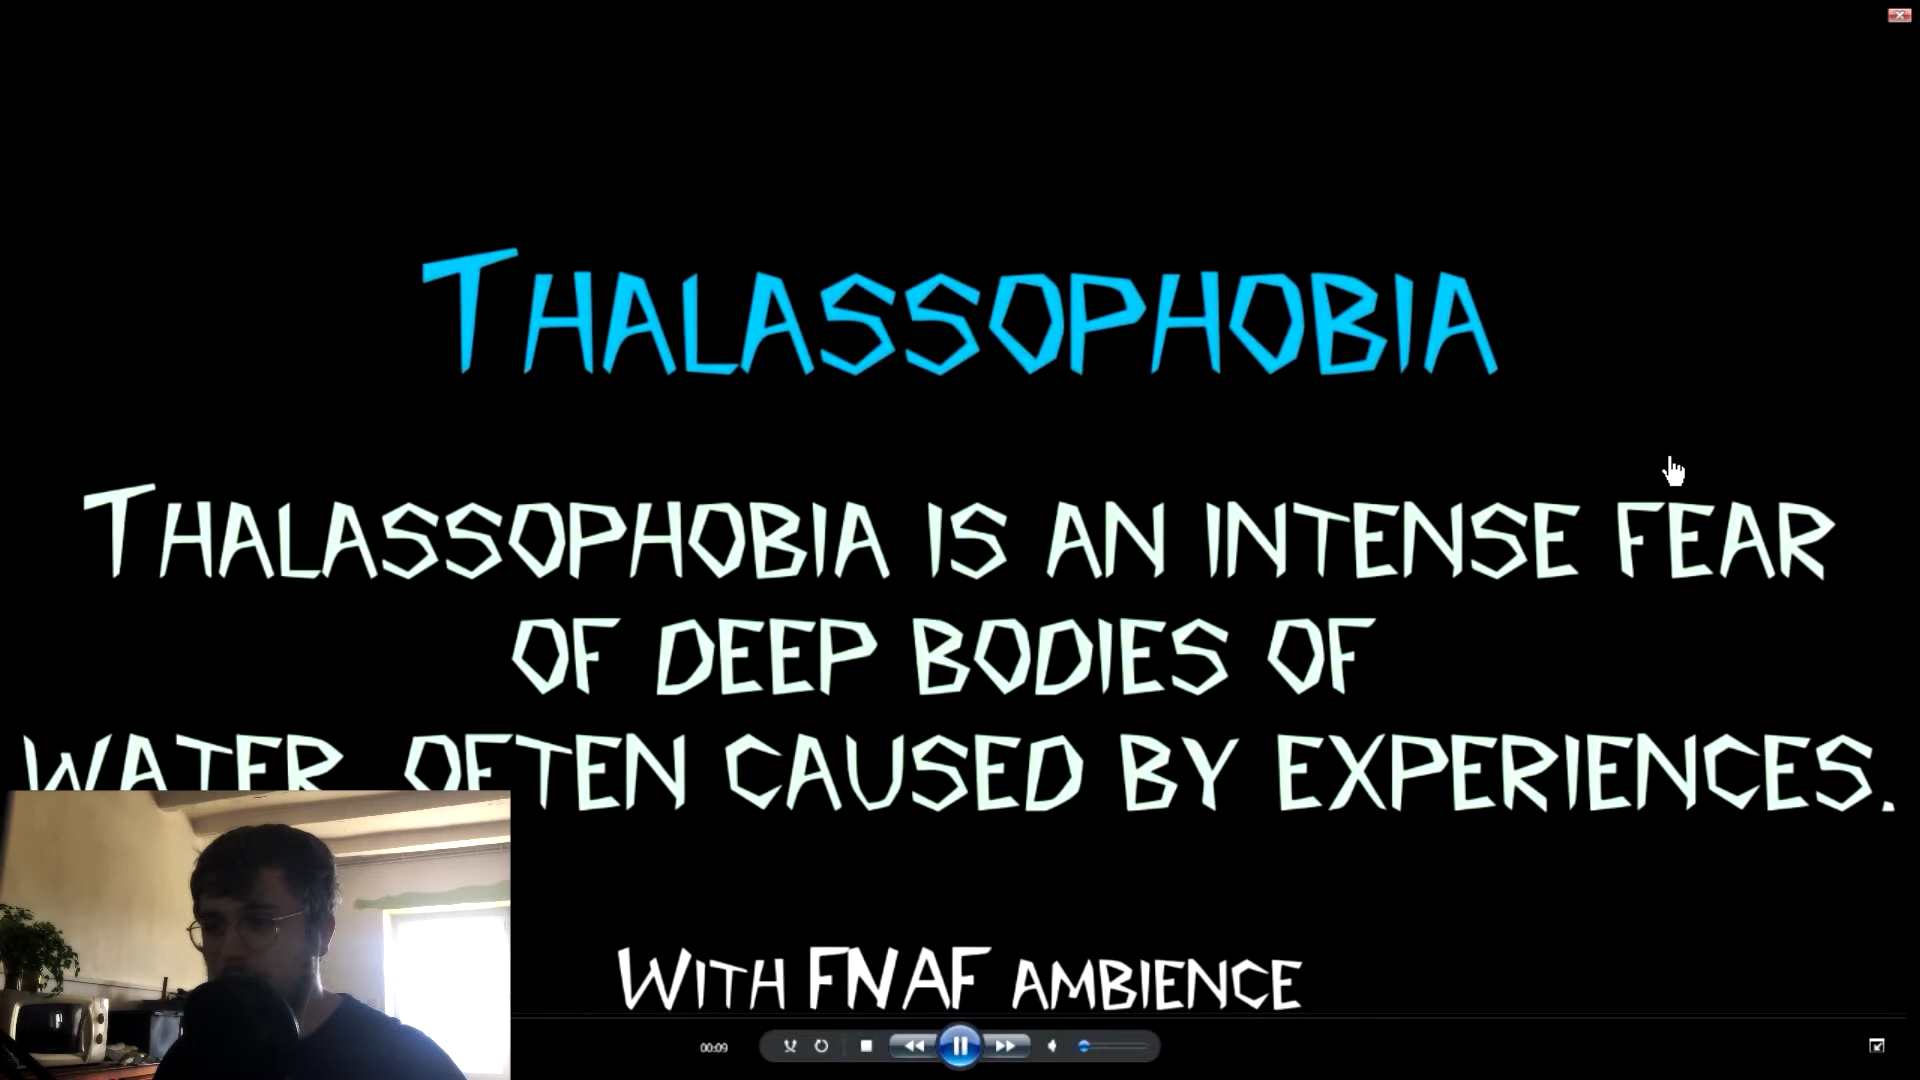 Thalassophobia
Thalassophobia is an intense fear
of deep bodies of
water, often caused by experiences.
With FNAF ambience
00:09